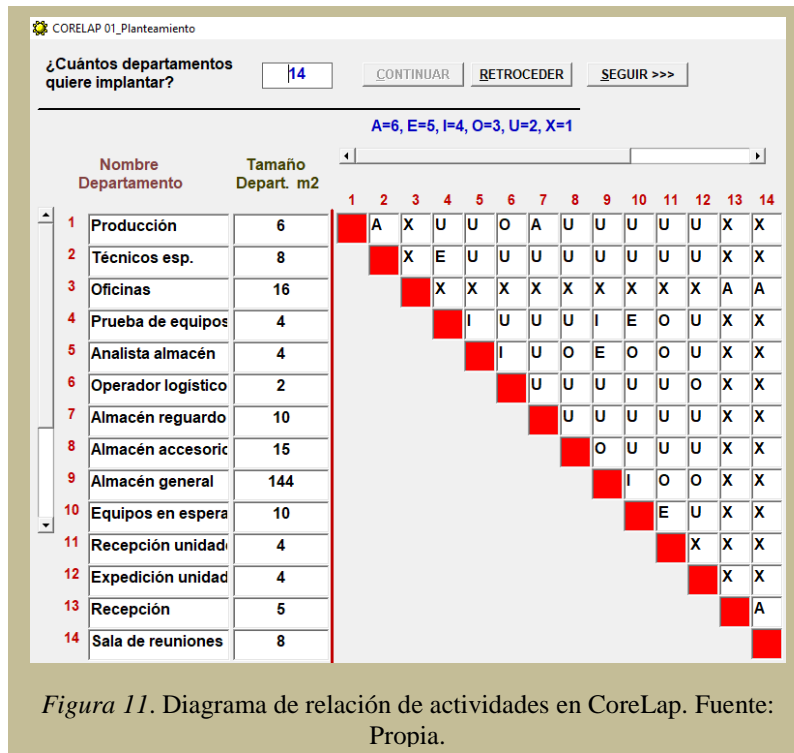 CORELAP 01_Planteamiento
¿Cuántos departamentos
quiere implantar?
14
CONTINUAR
RETROCEDER
SEGUIR >>>
A=6, E=5, I=4, O=3, U=2, X=1
Nombre
Departamento
Tamaño
Depart. m2
1 2 3 4 5 6 7 8 9 10 11 12 13 14
1 Producción 6 A X U U O A U U U U U X X
2 Técnicos esp. 8 X E U U U U U U U U X X
3 Oficinas 16 X X X X X X X X X A A
4 Prueba de equipos 4 I U U U I E O U X X
5 Analista almacén 4 I U O E O O U X X
6 Operador logístico 2 U U U U U O X X
7 Almacén reguardo 10 U U U U U X X
8 Almacén accesoric 15 O U U U X X
9 Almacén general 144 I O O X X
10 Equipos en espera 10 E U X X
11 Recepción unidad 4 X X X
12 Expedición unidad 4 X X
13 Recepción 5 A
14 Sala de reuniones 8
Figura 11. Diagrama de relación de actividades en CoreLap. Fuente:
Propia.